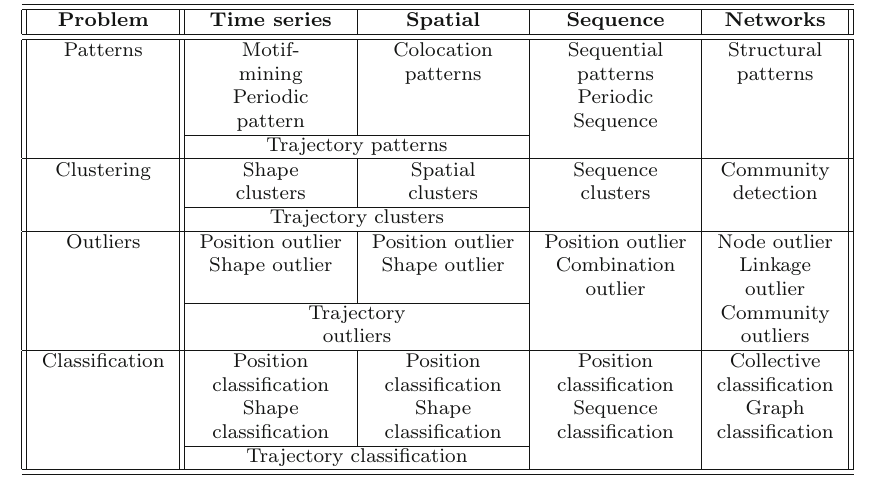 Problem Time series Spatial Sequence Networks
Patterns Motif- Colocation Sequential Structural
mining patterns patterns patterns
Periodic Periodic
pattern Sequence
Trajectory patterns
Clustering Shape Spatial Sequence Community
clusters clusters clusters detection
Trajectory clusters
Outliers Position outlier Position outlier Position outlier Node outlier
Shape outlier Shape outlier Combination Linkage
outlier outlier
Trajectory Community
outliers outliers
Classification Position Position Position Collective
classification classification classification classification
Shape Shape Sequence Graph
classification classification classification classification
Trajectory classification